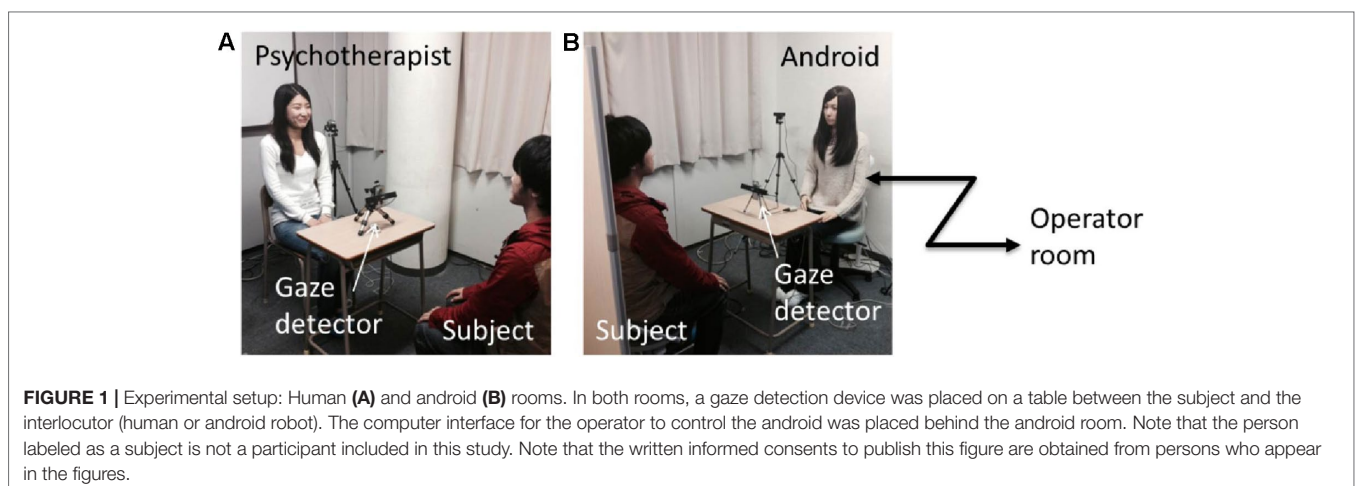 A
Psychotherapist
Gaze
detector
Subject
B
Android
Subject
Gaze
detector
Operator
room
FIGURE 1 | Experimental setup: Human (A) and android (B) rooms. In both rooms, a gaze detection device was placed on a table between the subject and the
interlocutor (human or android robot). The computer interface for the operator to control the android was placed behind the android room. Note that the person
labeled as a subject is not a participant included in this study. Note that the written informed consents to publish this figure are obtained from persons who appear
in the figures.